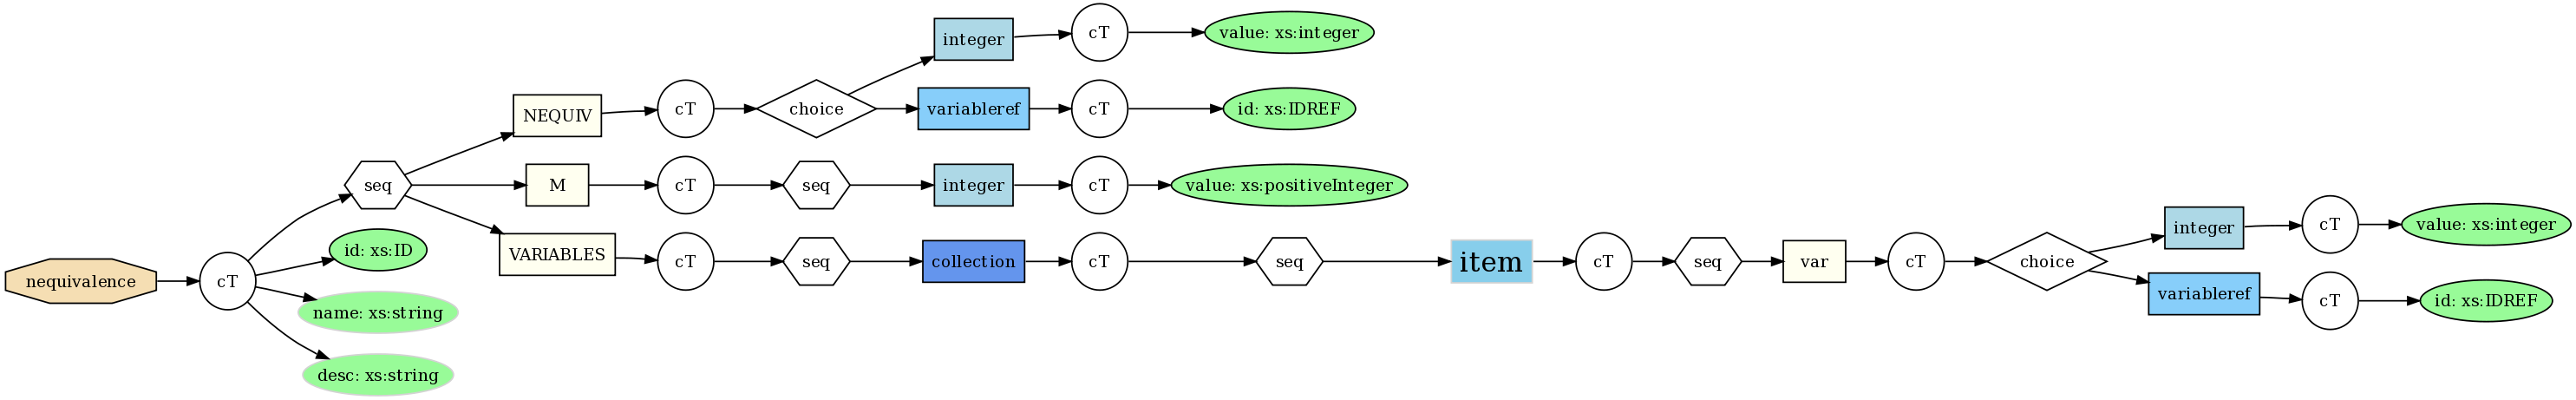 nequivalence
cT
seq
id: xs:ID
name: xs:string
desc: xs:string
NEQUIV
cT
choice
integer
cT
value: xs:integer
variableref
cT
id: xs:IDREF
M
cT
seq
integer
cT
value: xs:positiveInteger
VARIABLES
cT
seq
collection
cT
seq
item
cT
seq
var
cT
choice
integer
cT
value: xs:integer
variableref
cT
id: xs:IDREF